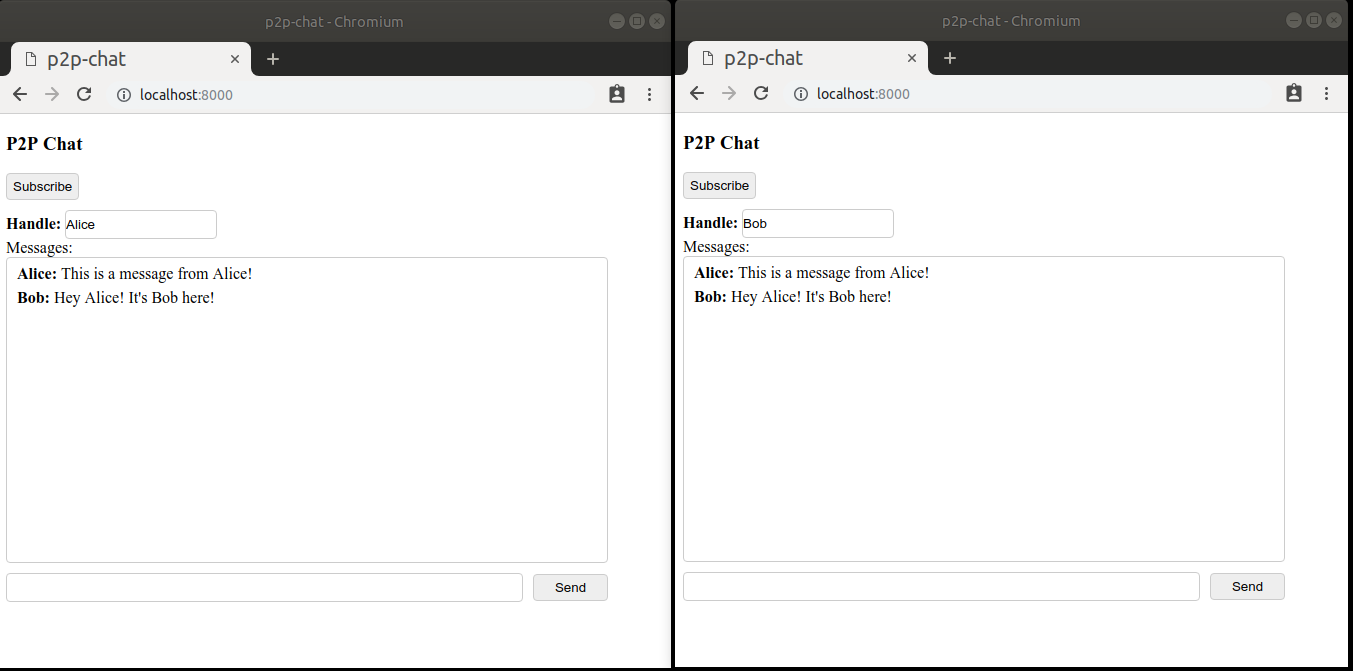 p2p-chat - Chromium
p2p-chat
localhost:8000
P2P Chat
Subscribe
Handle: Alice
Messages:
Alice: This is a message from Alice!
Bob: Hey Alice! It's Bob here!
Send
p2p-chat - Chromium
p2p-chat
localhost:8000
P2P Chat
Subscribe
Handle: Bob
Messages:
Alice: This is a message from Alice!
Bob: Hey Alice! It's Bob here!
Send